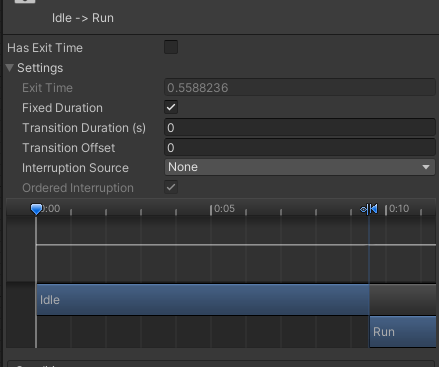 Idle -> Run
Has Exit Time
Settings
Exit Time 0.5588236
Fixed Duration
Transition Duration (s) 0
Transition Offset 0
Interruption Source None
Ordered Interruption
0:00 0:05 0:10
Idle
Run